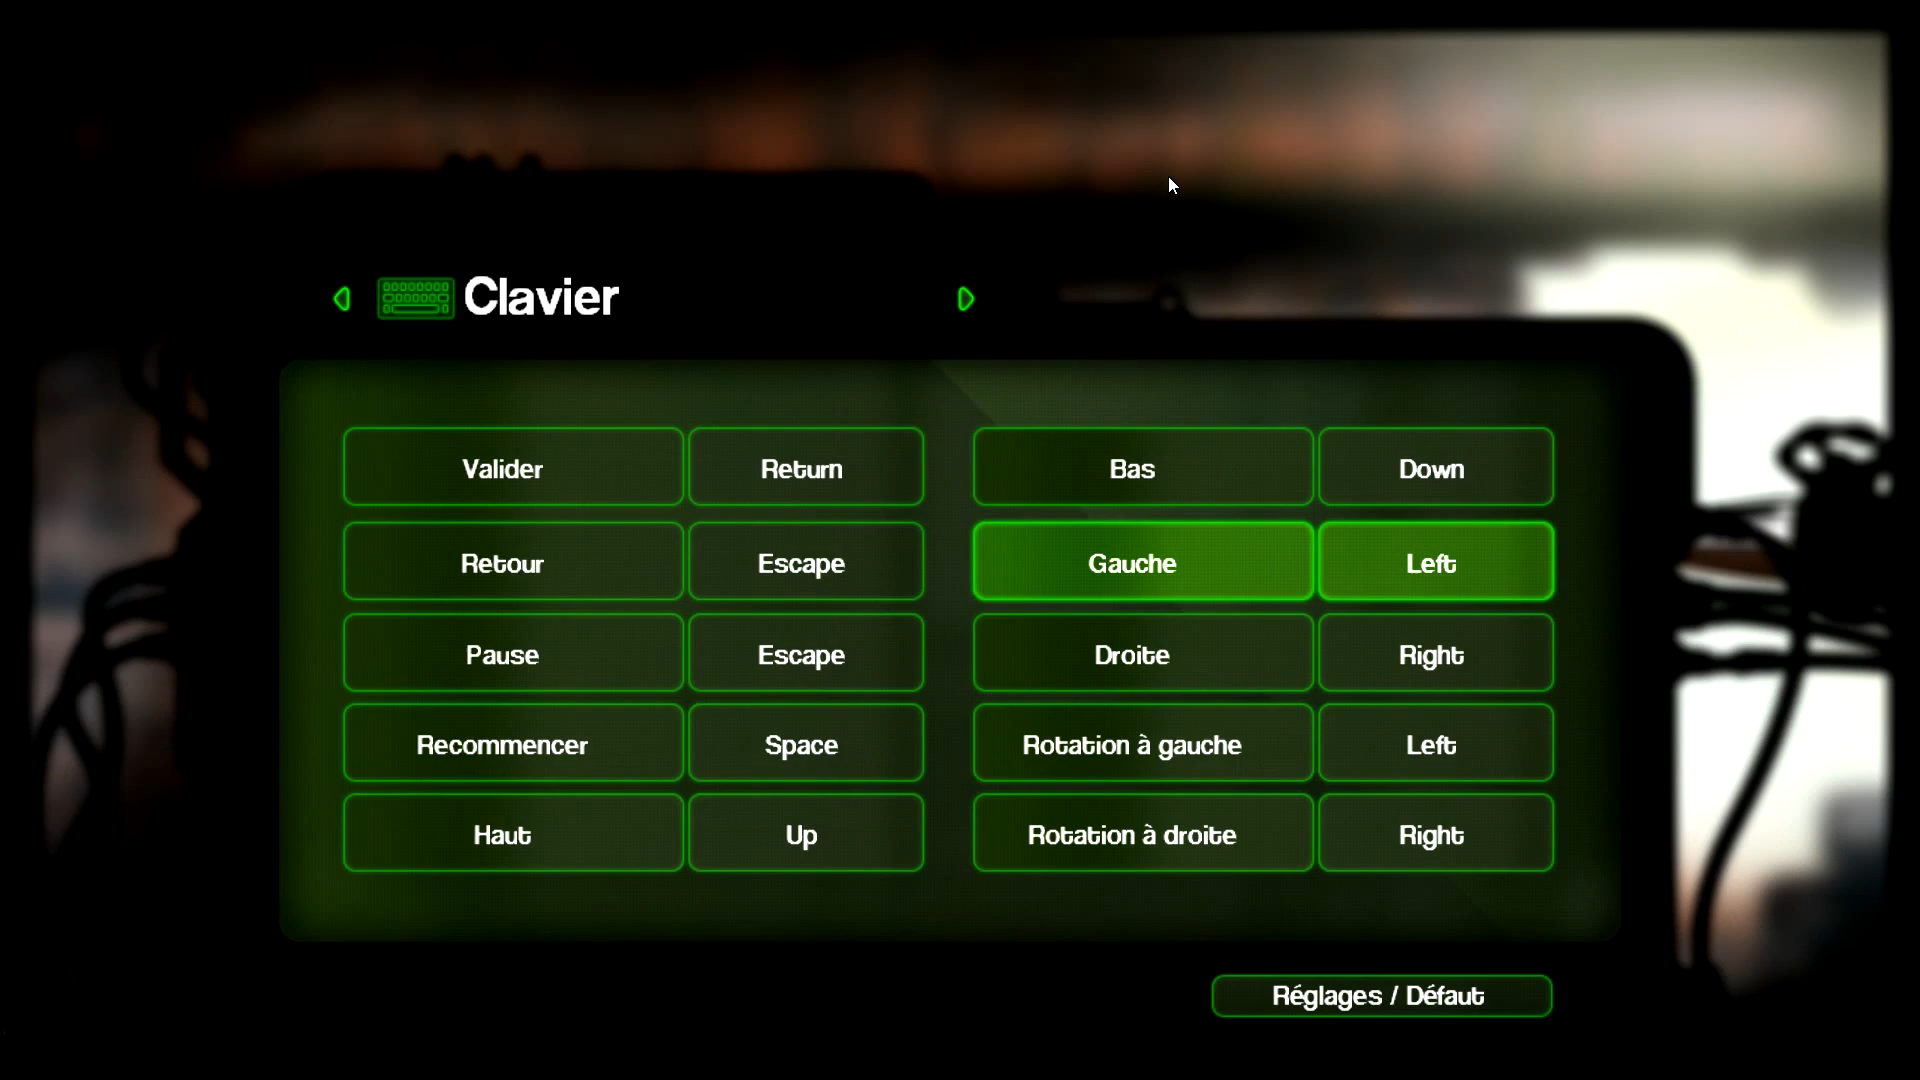 Clavier
Valider Return
Retour Escape
Pause Escape
Recommencer Space
Haut Up
Bas Down
Gauche Left
Droite Right
Rotation à gauche Left
Rotation à droite Right
Réglages / Défaut